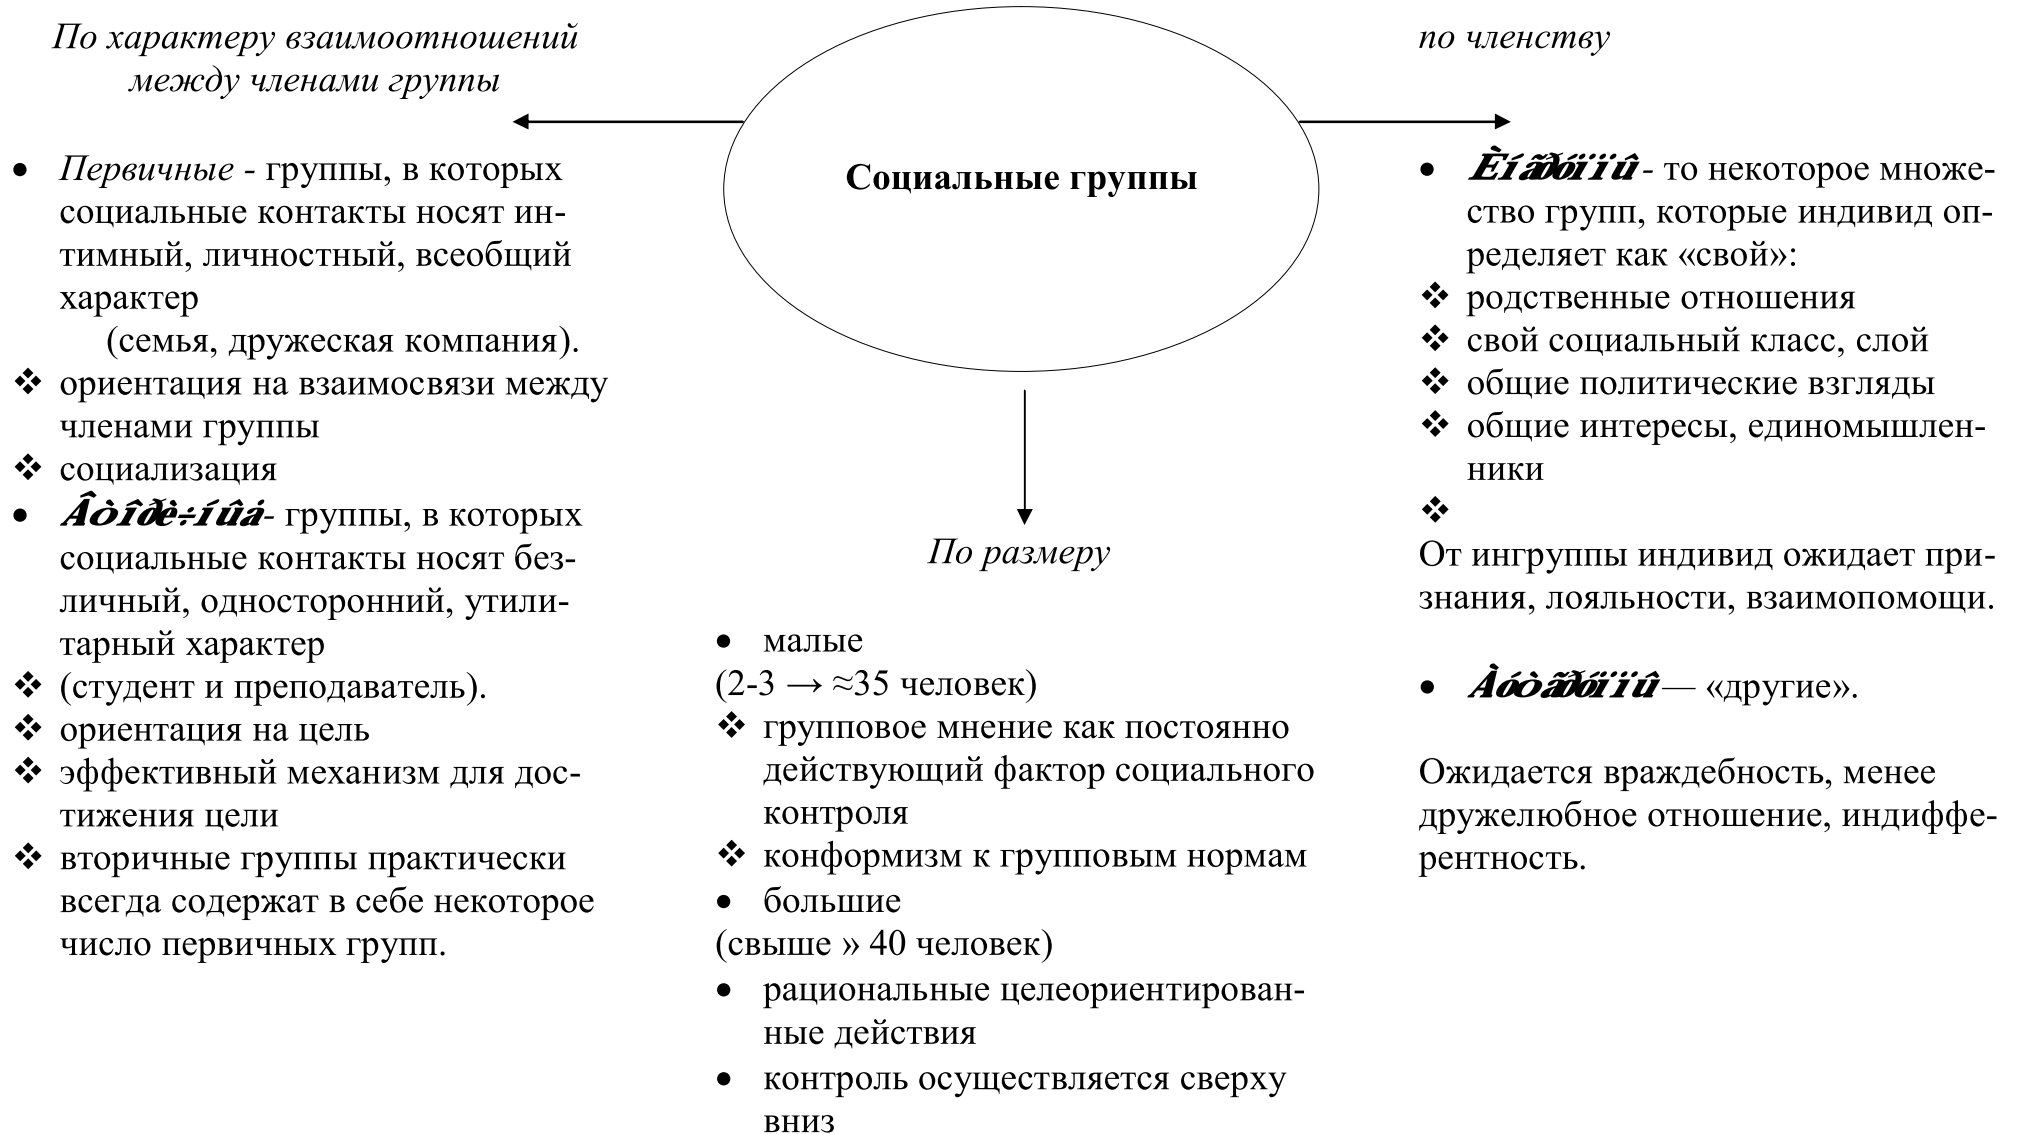 По характеру взаимоотношений
между членами группы
• Первичные - группы, в которых
социальные контакты носят ин-
тимный, личностный, всеобщий
характер
(семья, дружеская компания).
❖ ориентация на взаимосвязи между
членами группы
❖ социализация
• Âòîðè÷íûå- группы, в которых
социальные контакты носят без-
личный, односторонний, утили-
тарный характер
❖ (студент и преподаватель).
❖ ориентация на цель
❖ эффективный механизм для дос-
тижения цели
❖ вторичные группы практически
всегда содержат в себе некоторое
число первичных групп.
Социальные группы
По размеру
• малые
(2-3 → ≈35 человек)
❖ групповое мнение как постоянно
действующий фактор социального
контроля
❖ конформизм к групповым нормам
• большие
(свыше » 40 человек)
• рациональные целеориентирован-
ные действия
• контроль осуществляется сверху
вниз
по членству
• Èíãðóïïû - то некоторое множе-
ство групп, которые индивид оп-
ределяет как «свой»:
❖ родственные отношения
❖ свой социальный класс, слой
❖ общие политические взгляды
❖ общие интересы, единомышлен-
ники
❖
От ингруппы индивид ожидает при-
знания, лояльности, взаимопомощи.
• Àóòãðóïïû — «другие».
Ожидается враждебность, менее
дружелюбное отношение, индиффе-
рентность.